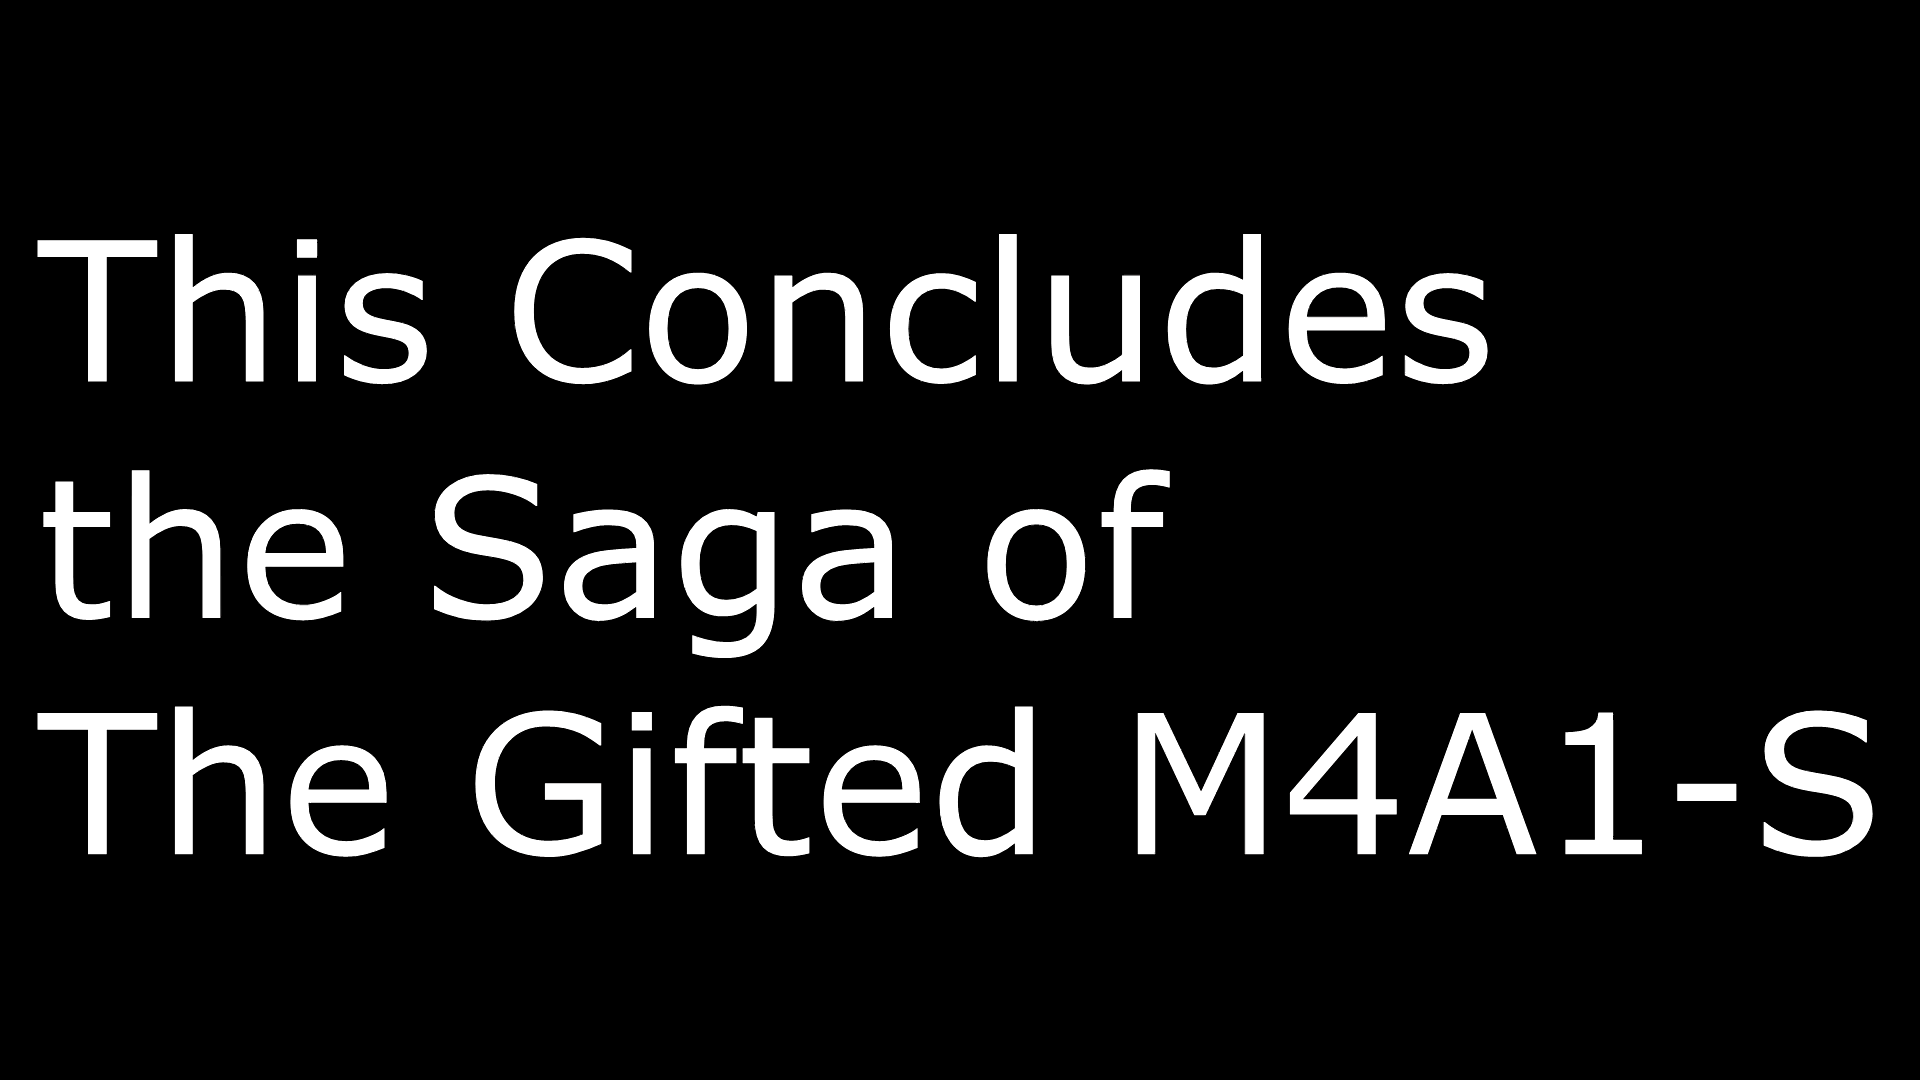 This Concludes
the Saga of
The Gifted M4A1-S